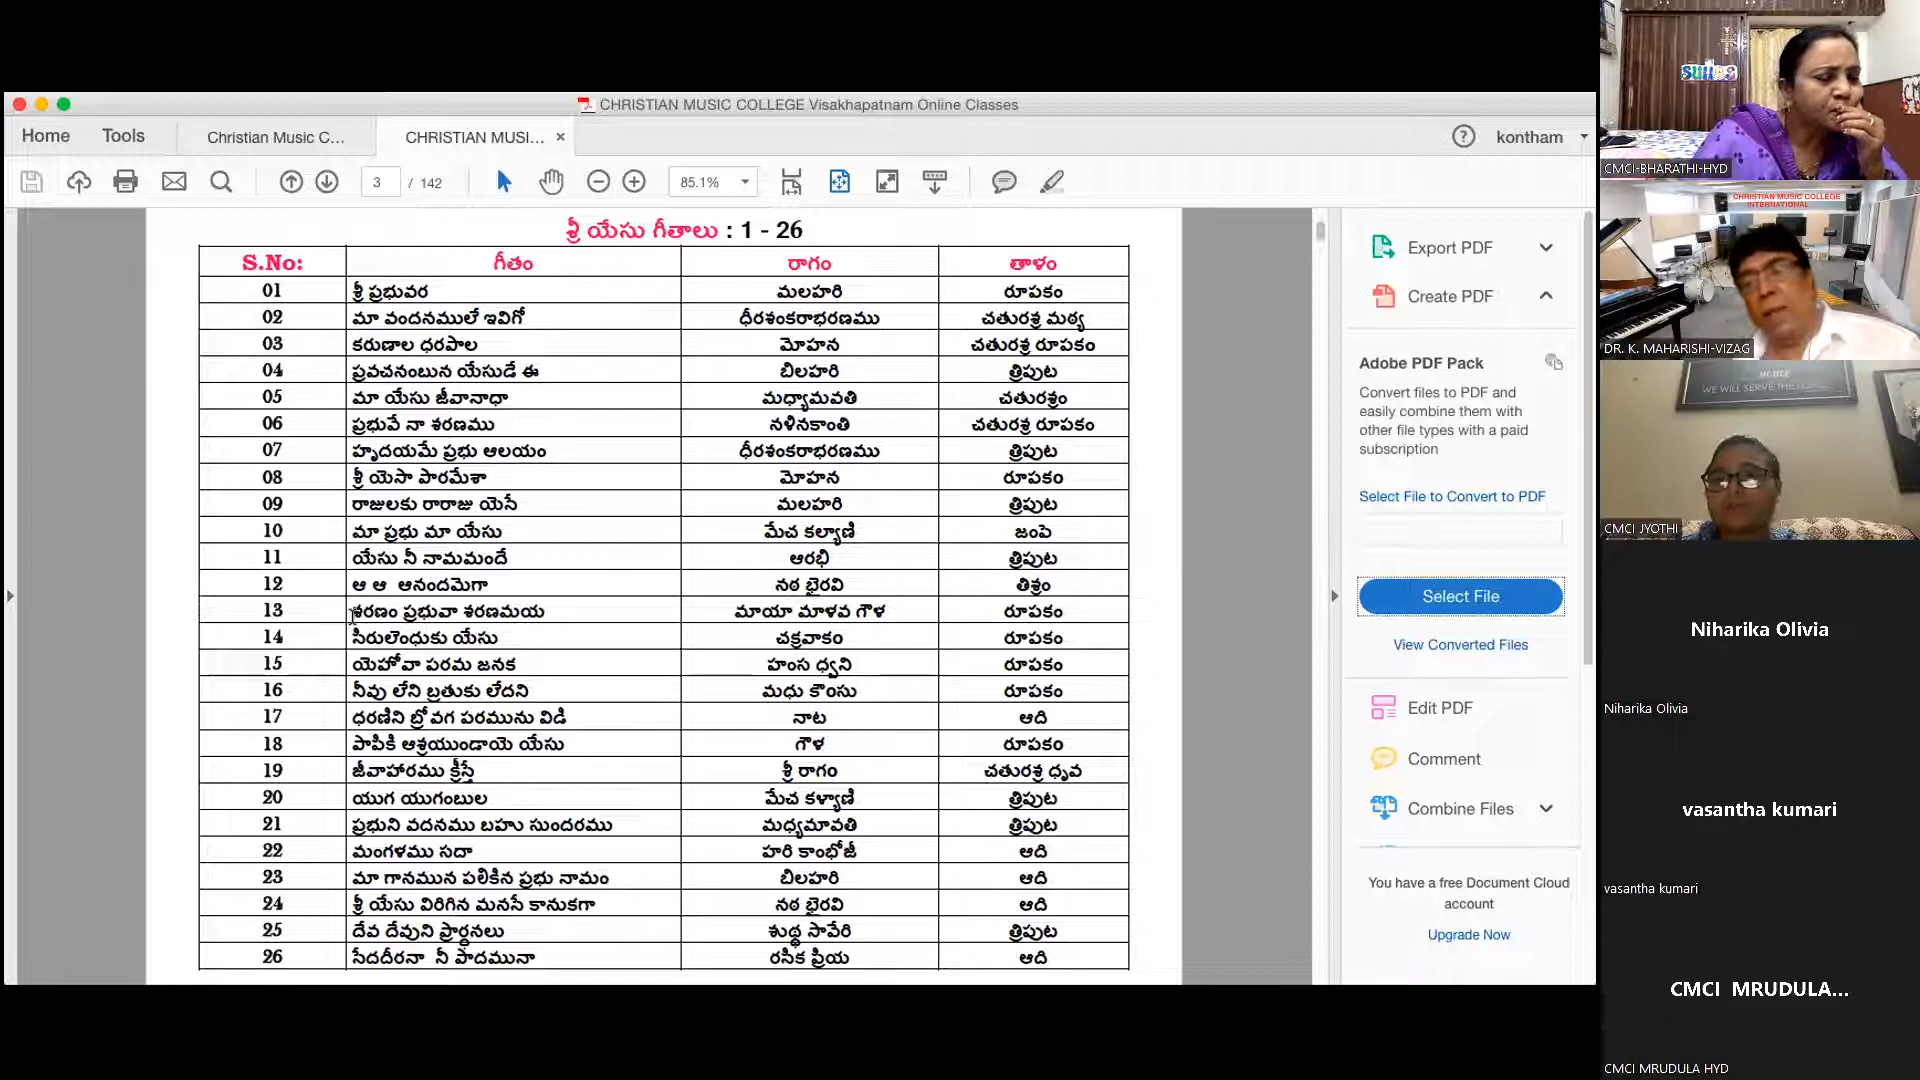 CHRISTIAN MUSIC COLLEGE Visakhapatnam Online Classes
Home Tools Christian Music C... CHRISTIAN MUSI... × kontham
3 / 142 85.1%
శ్రీ యేసు గీతాలు : 1 - 26
S.No: గీతం రాగం తాళం
01 శ్రీ ప్రభువర మలహరి రూపకం
02 మా వందనములే ఇవిగో ధీరశంకరాభరణము చతురశ్ర మఠ్య
03 కరుణాల ధరపాల మోహన చతురశ్ర రూపకం
04 ప్రవచనంబున యేసుడే ఈ బిలహరి త్రిపుట
05 మా యేసు జీవానాధా మధ్యామవతి చతురశ్రం
06 ప్రభువే నా శరణము నళినకాంతి చతురశ్ర రూపకం
07 హృదయమే ప్రభు ఆలయం ధీరశంకరాభరణము త్రిపుట
08 శ్రీ యెసా పారమేశా మోహన రూపకం
09 రాజులకు రారాజు యెసే మలహరి త్రిపుట
10 మా ప్రభు మా యేసు మేచ కల్యాణి జంపె
11 యేసు నీ నామమందే ఆరభి త్రిపుట
12 ఆ ఆ ఆనందమెగా నఠ భైరవి తిశ్రం
13 శరణం ప్రభువా శరణమయ మాయా మాళవ గౌళ రూపకం
14 సిరులెందుకు యేసు చక్రవాకం రూపకం
15 యెహోవా పరమ జనక హంస ధ్వని రూపకం
16 నీవు లేని బ్రతుకు లేదని మధు కౌంసు రూపకం
17 ధరణిని బ్రోవగ పరమును విడి నాట ఆది
18 పాపికి ఆశ్రయుండాయె యేసు గౌళ రూపకం
19 జీవాహారము క్రీస్తే శ్రీ రాగం చతురశ్ర ధృవ
20 యుగ యుగంబుల మేచ కళ్యాణి త్రిపుట
21 ప్రభుని వదనము బహు సుందరము మధ్యమావతి త్రిపుట
22 మంగళము సదా హరి కాంభోజీ ఆది
23 మా గానమున పలికిన ప్రభు నామం బిలహరి ఆది
24 శ్రీ యేసు విరిగిన మనసే కానుకగా నఠ భైరవి ఆది
25 దేవ దేవుని ప్రార్థనలు శుధ్ధ సావేరి త్రిపుట
26 సేదదీరనా నీ పాదమునా రసిక ప్రియ ఆది
Export PDF
Create PDF
Adobe PDF Pack
Convert files to PDF and
easily combine them with
other file types with a paid
subscription
Select File to Convert to PDF
Select File
View Converted Files
Edit PDF
Comment
Combine Files
You have a free Document Cloud
account
Upgrade Now
CMCI-BHARATHI-HYD
CHRISTIAN MUSIC COLLEGE
INTERNATIONAL
DR. K. MAHARISHI-VIZAG
WE WILL SERVE THE
CMCI JYOTHI
Niharika Olivia
Niharika Olivia
vasantha kumari
vasantha kumari
CMCI MRUDULA...
CMCI MRUDULA HYD